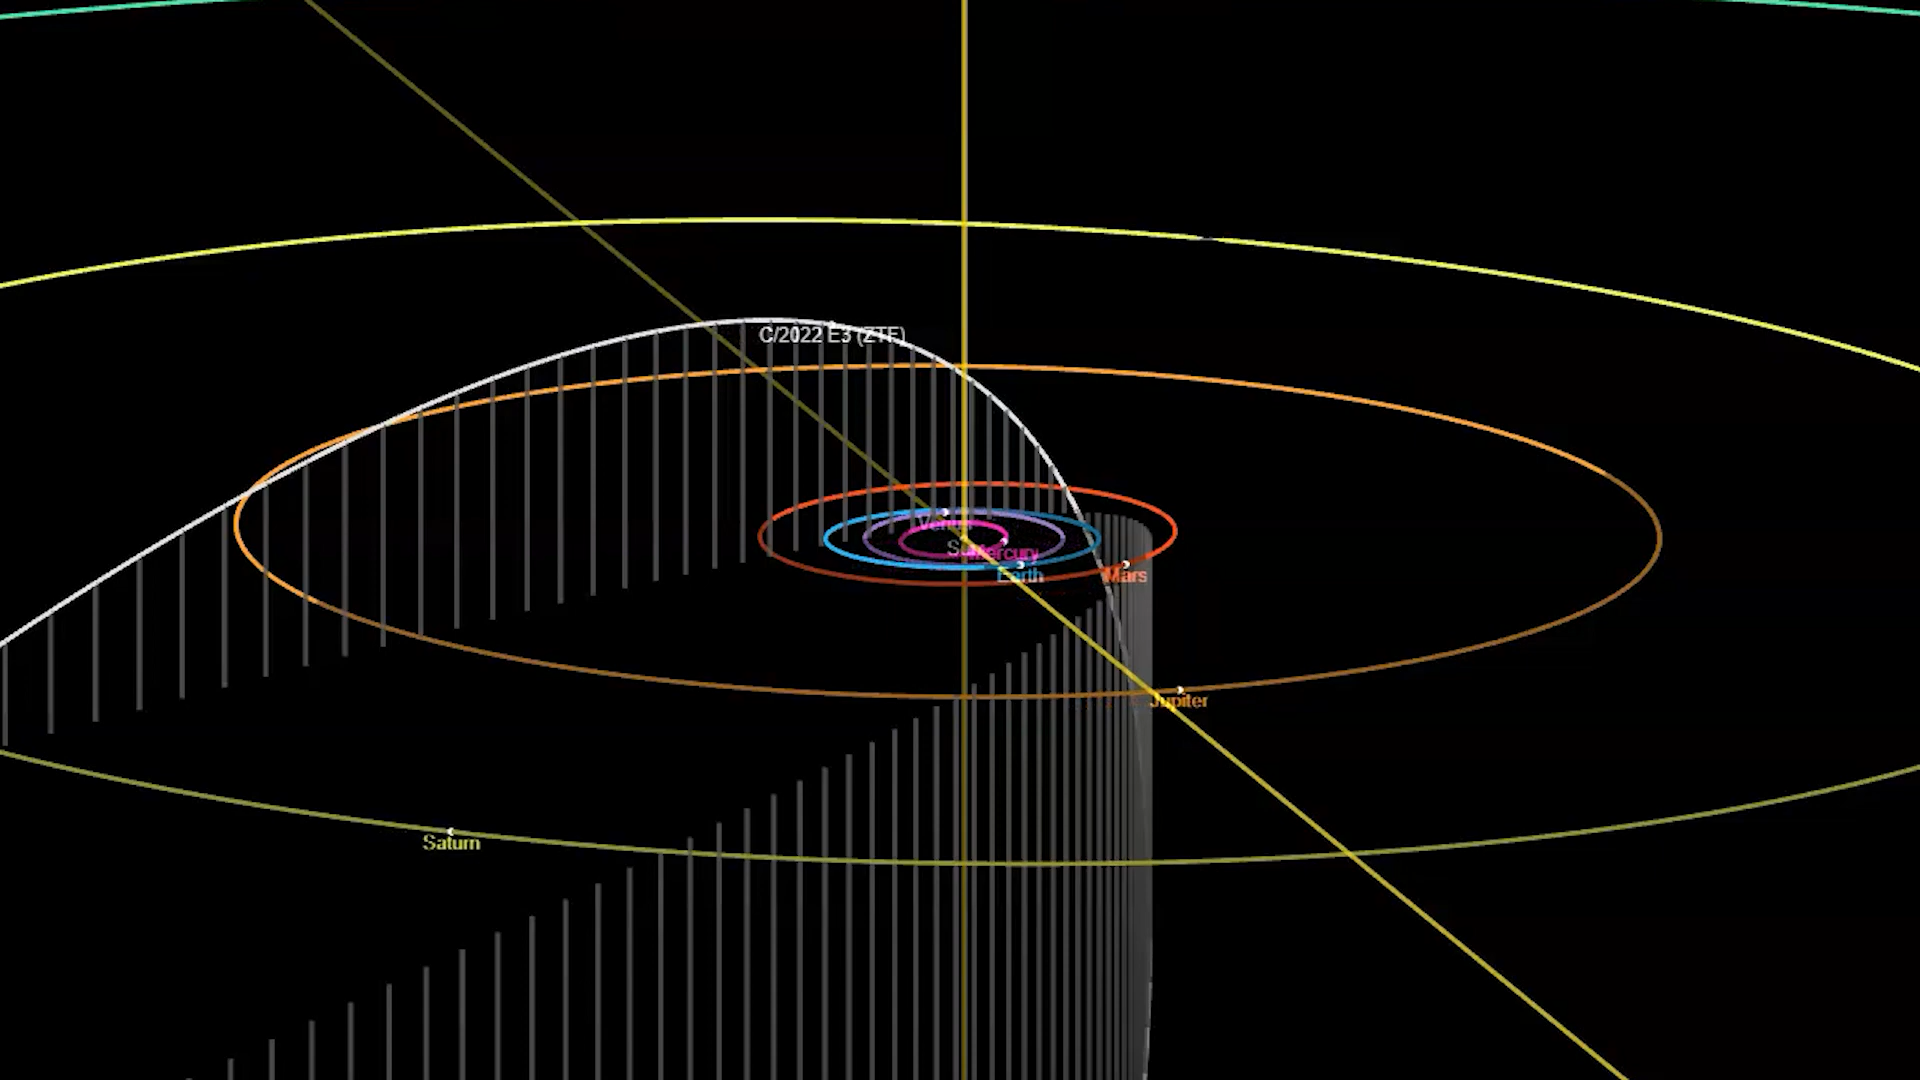 C/2022 E3 (ZTF)
Venus
Mercury
Earth
Mars
Jupiter
Saturn